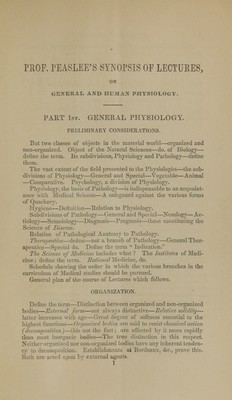 PROF. PEASLEE'S SYNOPSIS OF LECTURES,
ON
GENERAL AND HUMAN PHYSIOLOGY.
PART 1ST. GENERAL PHYSIOLOGY.
PRELIMINARY CONSIDERATIONS.
But two classes of objects in the material world—organized and
non-organized. Object of the Natural Sciences—do. of Biology—
define the term. Its subdivisions, Physiology and Pathology—define
them.
The vast extent of the field presented to the Physiologies—the sub-
divisions of Physiology—General and Special—Vegetable—Animal
—Comparative. Psychology, a division of Physiology.
Physiology, the basis of Pathology—is indispensable to an acquaint-
ance with Medical Science—A safeguard against the various forms
of Quackery.
Hygiene—Definition—Relation to Physiology.
Subdivisions of Pathology—General and Special—Nosology—Ae-
tiology—Semeiology—Diagnosis—Prognosis—these constituting the
Science of Disease.
Relation of Pathological Anatomy to Pathology.
Therapeutics—define—not a branch of Pathology—General Ther-
apeutics—Special do. Define the term "Indication."
The Science of Medicine includes what? The Institutes of Medi-
cine: define the term. Rational Medicine, do.
Schedule showing the order in which the various branches in the
curriculum of Medical studies should be pursued.
General plan of the course of Lectures which follows.
ORGANIZATION.
Define the term—Distinction between organized and non-organized
bodies—External form—not always distinctive—Relative solidity—
latter increases with age—Great degree of softness essential to the
highest functions—Organized bodies are said to resist chemical action
(decomposition)—this not the fact; are affected by it more rapidly
than most inorganic bodies—The true distinction in this respect.
Neither organized nor non-organized bodies have any inherent tenden-
cy to decomposition. Establishments at Bordeaux, &c., prove this.
Both are acted upon by external agents.
1